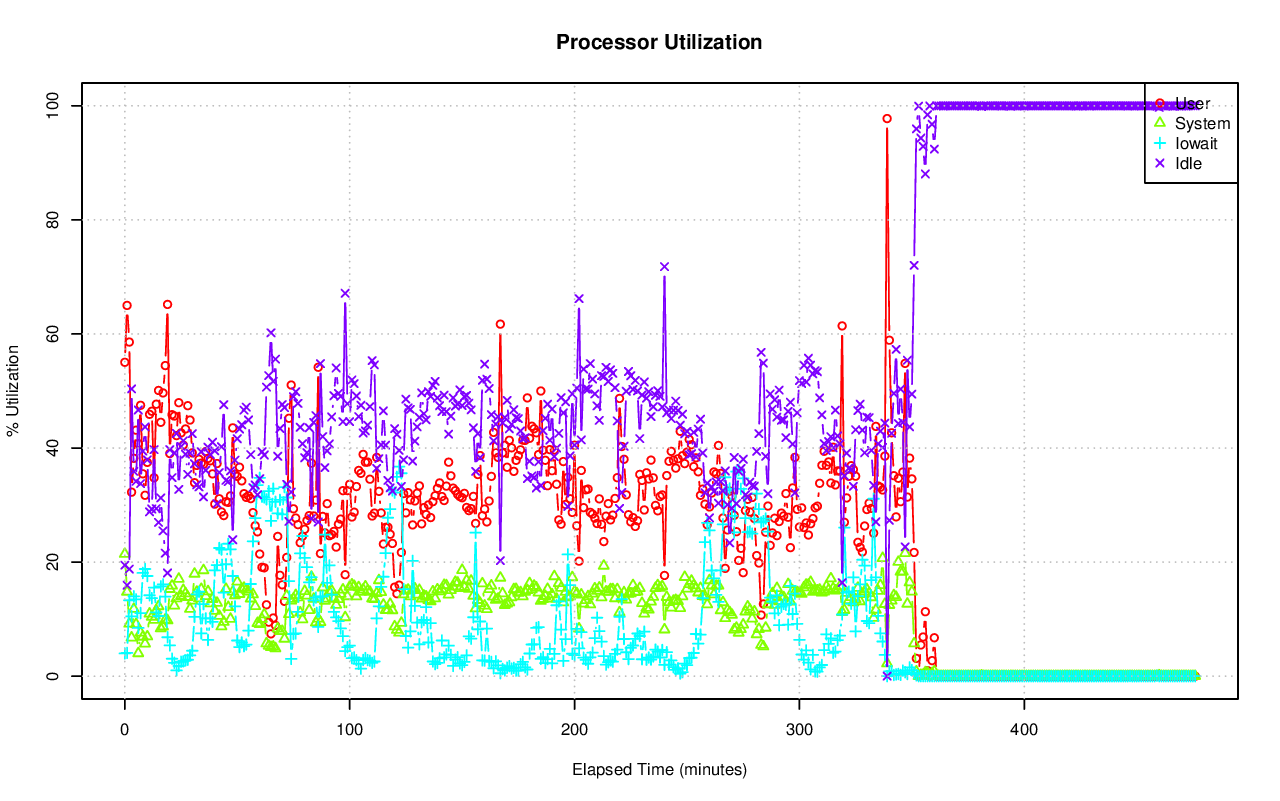 Processor Utilization
% Utilization
100
80
60
40
20
0
User
System
Iowait
Idle
0 100 200 300 400
Elapsed Time (minutes)